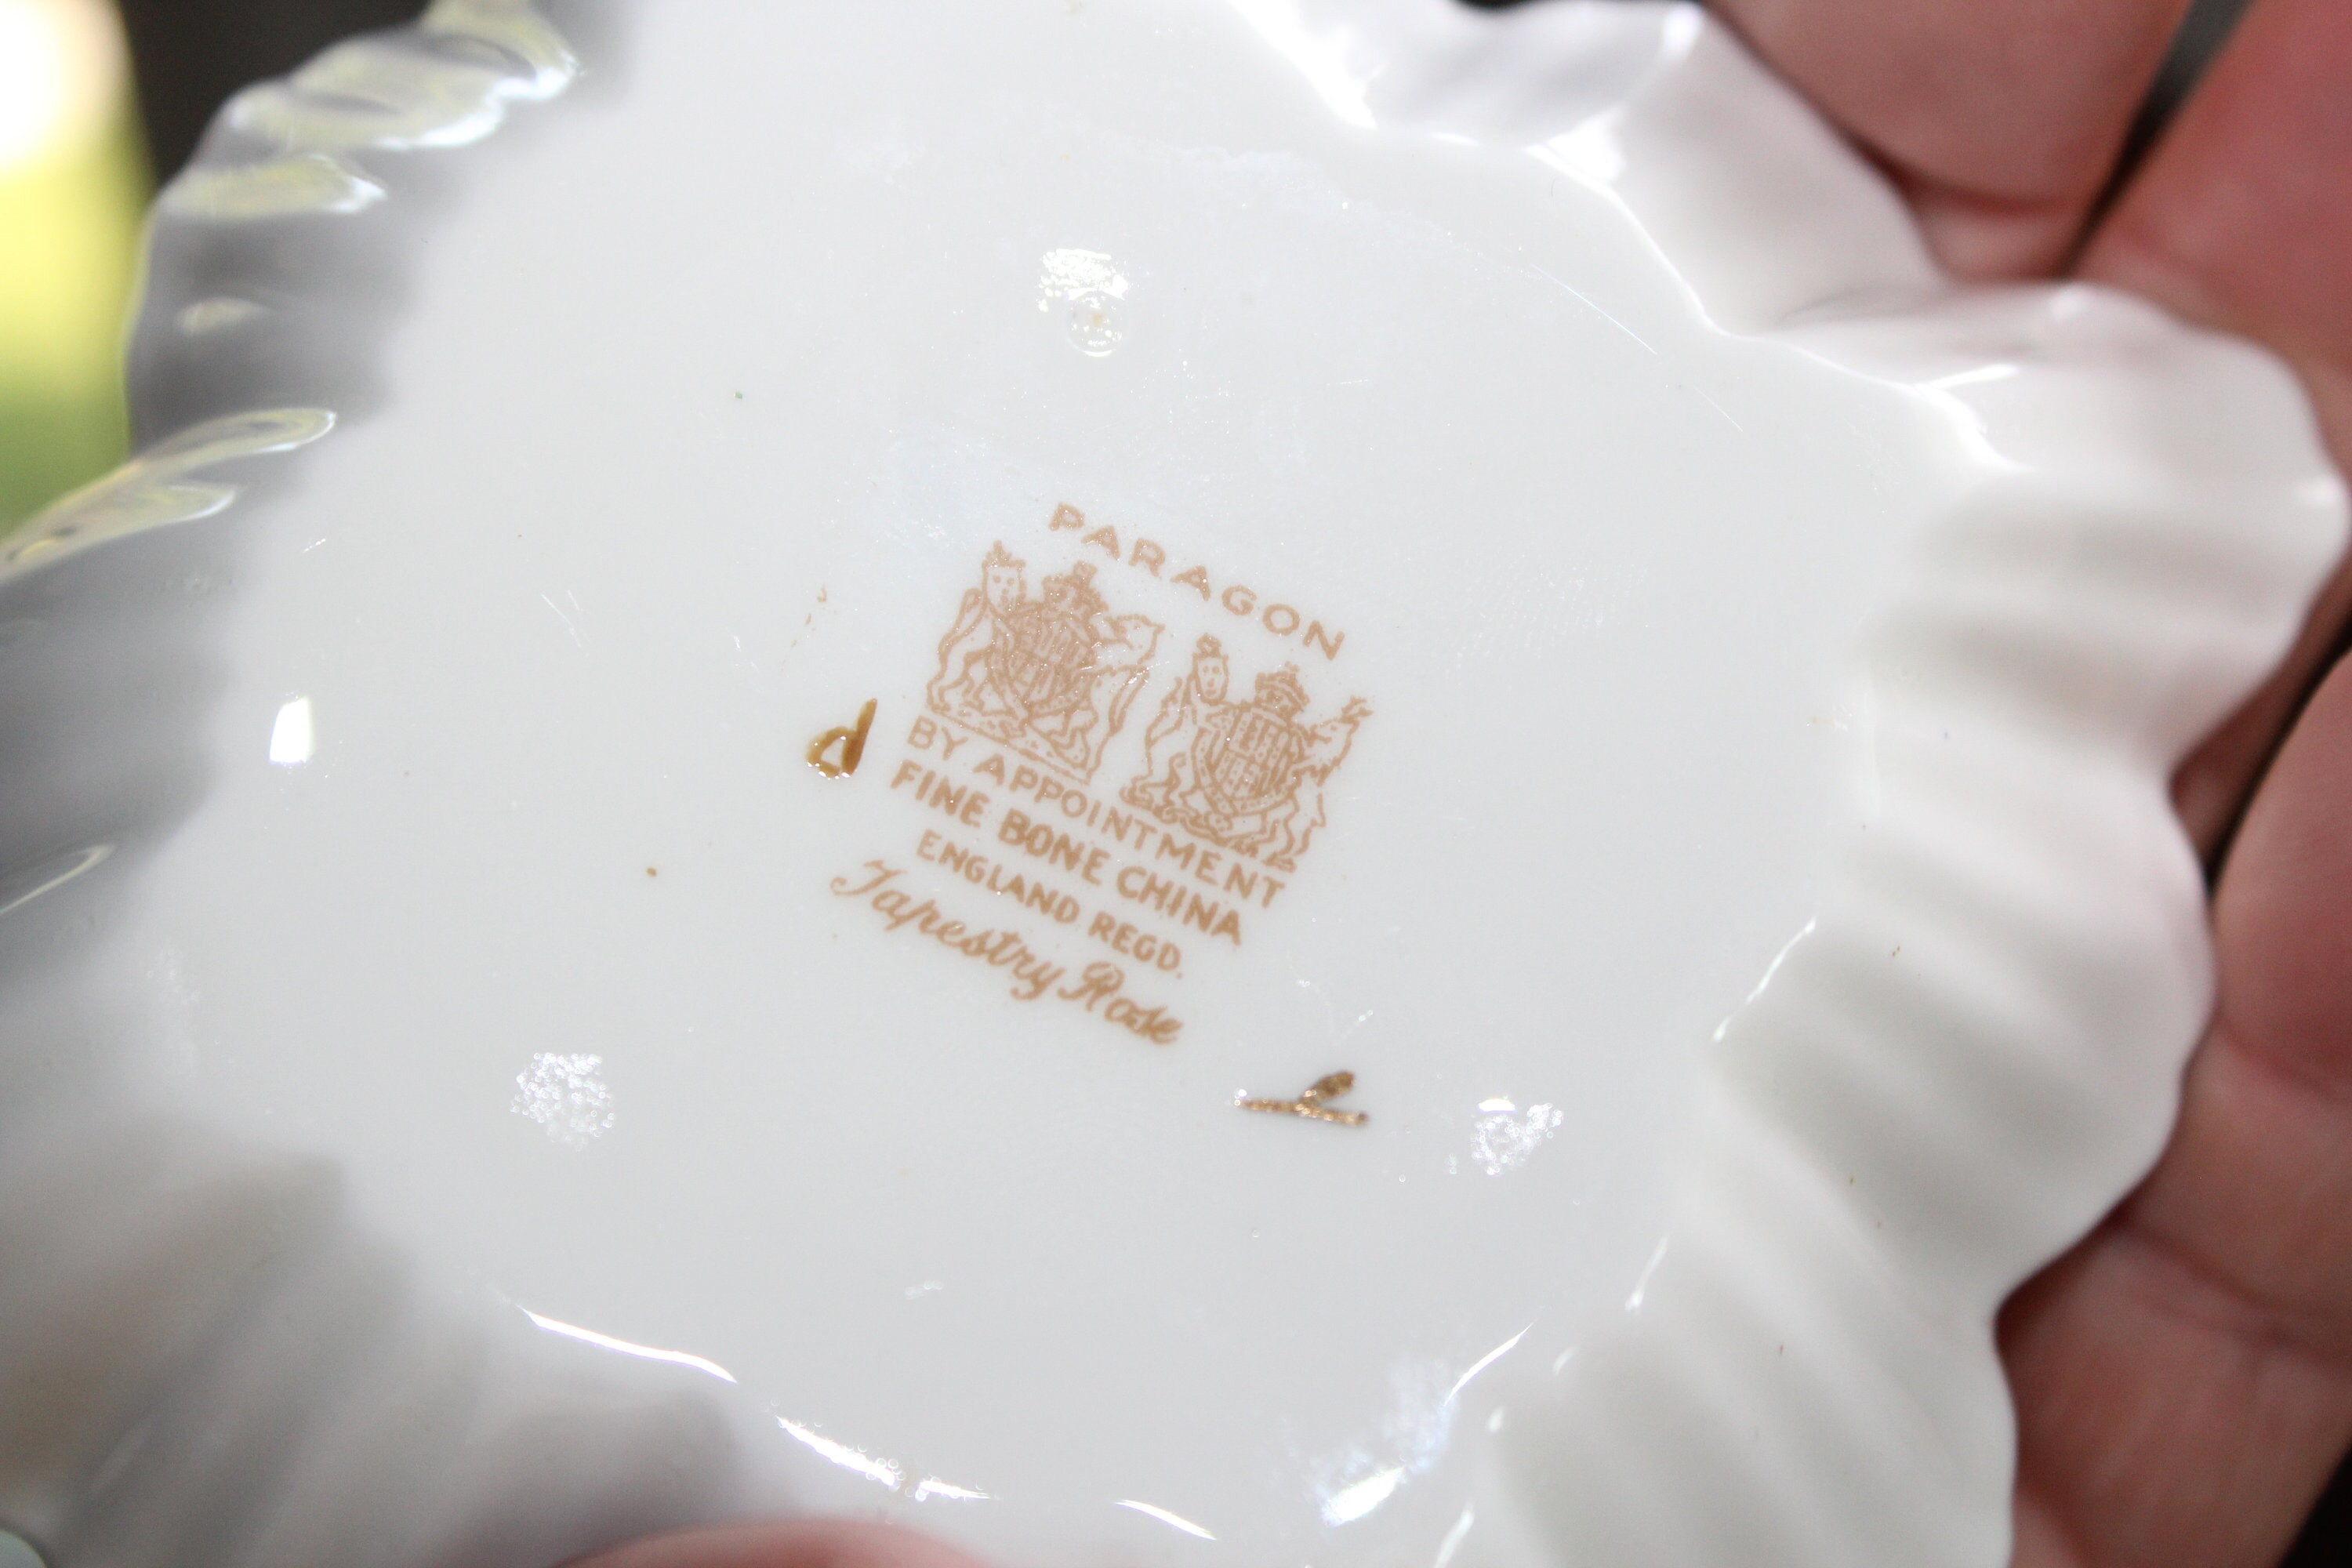 PARAGON
BY APPOINTMENT
FINE BONE CHINA
ENGLAND REGD.
Tapestry Rose
d